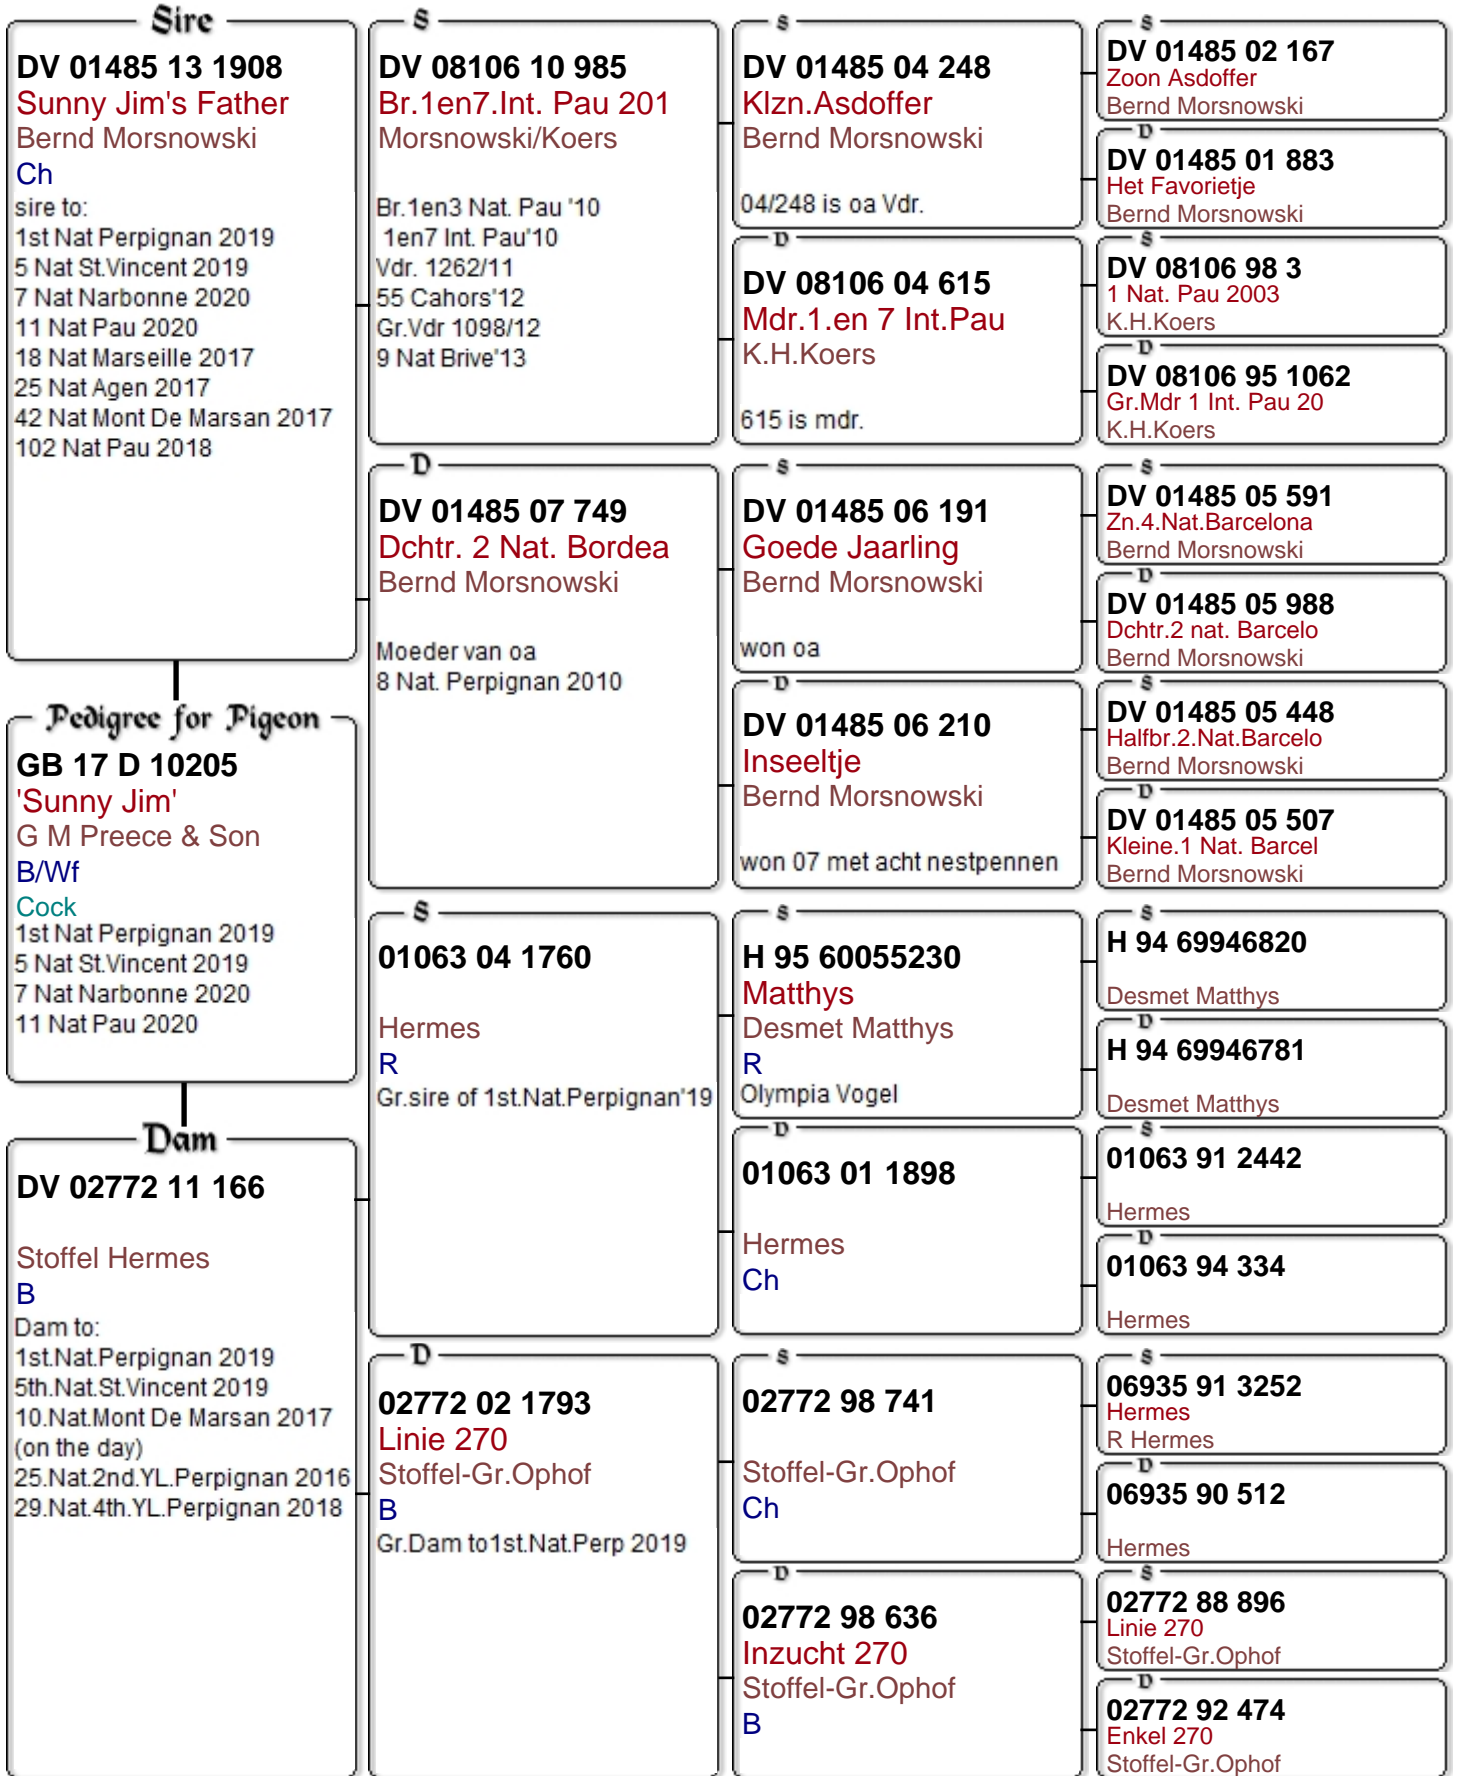 Sire
DV 01485 13 1908
Sunny Jim's Father
Bernd Morsnowski
Ch
sire to:
1st Nat Perpignan 2019
5 Nat St.Vincent 2019
7 Nat Narbonne 2020
11 Nat Pau 2020
18 Nat Marseille 2017
25 Nat Agen 2017
42 Nat Mont De Marsan 2017
102 Nat Pau 2018
Pedigree for Pigeon
GB 17 D 10205
'Sunny Jim'
G M Preece & Son
B/Wf
Cock
1st Nat Perpignan 2019
5 Nat St.Vincent 2019
7 Nat Narbonne 2020
11 Nat Pau 2020
Dam
DV 02772 11 166
Stoffel Hermes
B
Dam to:
1st.Nat.Perpignan 2019
5th.Nat.St.Vincent 2019
10.Nat.Mont De Marsan 2017
(on the day)
25.Nat.2nd.YL.Perpignan 2016
29.Nat.4th.YL.Perpignan 2018
S
DV 08106 10 985
Br.1en7.Int. Pau 201
Morsnowski/Koers
Br.1en3 Nat. Pau '10
1en7 Int. Pau'10
Vdr. 1262/11
55 Cahors'12
Gr.Vdr 1098/12
9 Nat Brive'13
D
DV 01485 07 749
Dchtr. 2 Nat. Bordea
Bernd Morsnowski
Moeder van oa
8 Nat. Perpignan 2010
S
01063 04 1760
Hermes
R
Gr.sire of 1st.Nat.Perpignan'19
D
02772 02 1793
Linie 270
Stoffel-Gr.Ophof
B
Gr.Dam to1st.Nat.Perp 2019
S
DV 01485 04 248
Klzn.Asdoffer
Bernd Morsnowski
04/248 is oa Vdr.
D
DV 08106 04 615
Mdr.1.en 7 Int.Pau
K.H.Koers
615 is mdr.
S
DV 01485 06 191
Goede Jaarling
Bernd Morsnowski
won oa
D
DV 01485 06 210
Inseeltje
Bernd Morsnowski
won 07 met acht nestpennen
S
H 95 60055230
Matthys
Desmet Matthys
R
Olympia Vogel
D
01063 01 1898
Hermes
Ch
S
02772 98 741
Stoffel-Gr.Ophof
Ch
D
02772 98 636
Inzucht 270
Stoffel-Gr.Ophof
B
S
DV 01485 02 167
Zoon Asdoffer
Bernd Morsnowski
D
DV 01485 01 883
Het Favorietje
Bernd Morsnowski
S
DV 08106 98 3
1 Nat. Pau 2003
K.H.Koers
D
DV 08106 95 1062
Gr.Mdr 1 Int. Pau 20
K.H.Koers
S
DV 01485 05 591
Zn.4.Nat.Barcelona
Bernd Morsnowski
D
DV 01485 05 988
Dchtr.2 nat. Barcelo
Bernd Morsnowski
S
DV 01485 05 448
Halfbr.2.Nat.Barcelo
Bernd Morsnowski
D
DV 01485 05 507
Kleine.1 Nat. Barcel
Bernd Morsnowski
S
H 94 69946820
Desmet Matthys
D
H 94 69946781
Desmet Matthys
S
01063 91 2442
Hermes
D
01063 94 334
Hermes
S
06935 91 3252
Hermes
R Hermes
D
06935 90 512
Hermes
S
02772 88 896
Linie 270
Stoffel-Gr.Ophof
D
02772 92 474
Enkel 270
Stoffel-Gr.Ophof